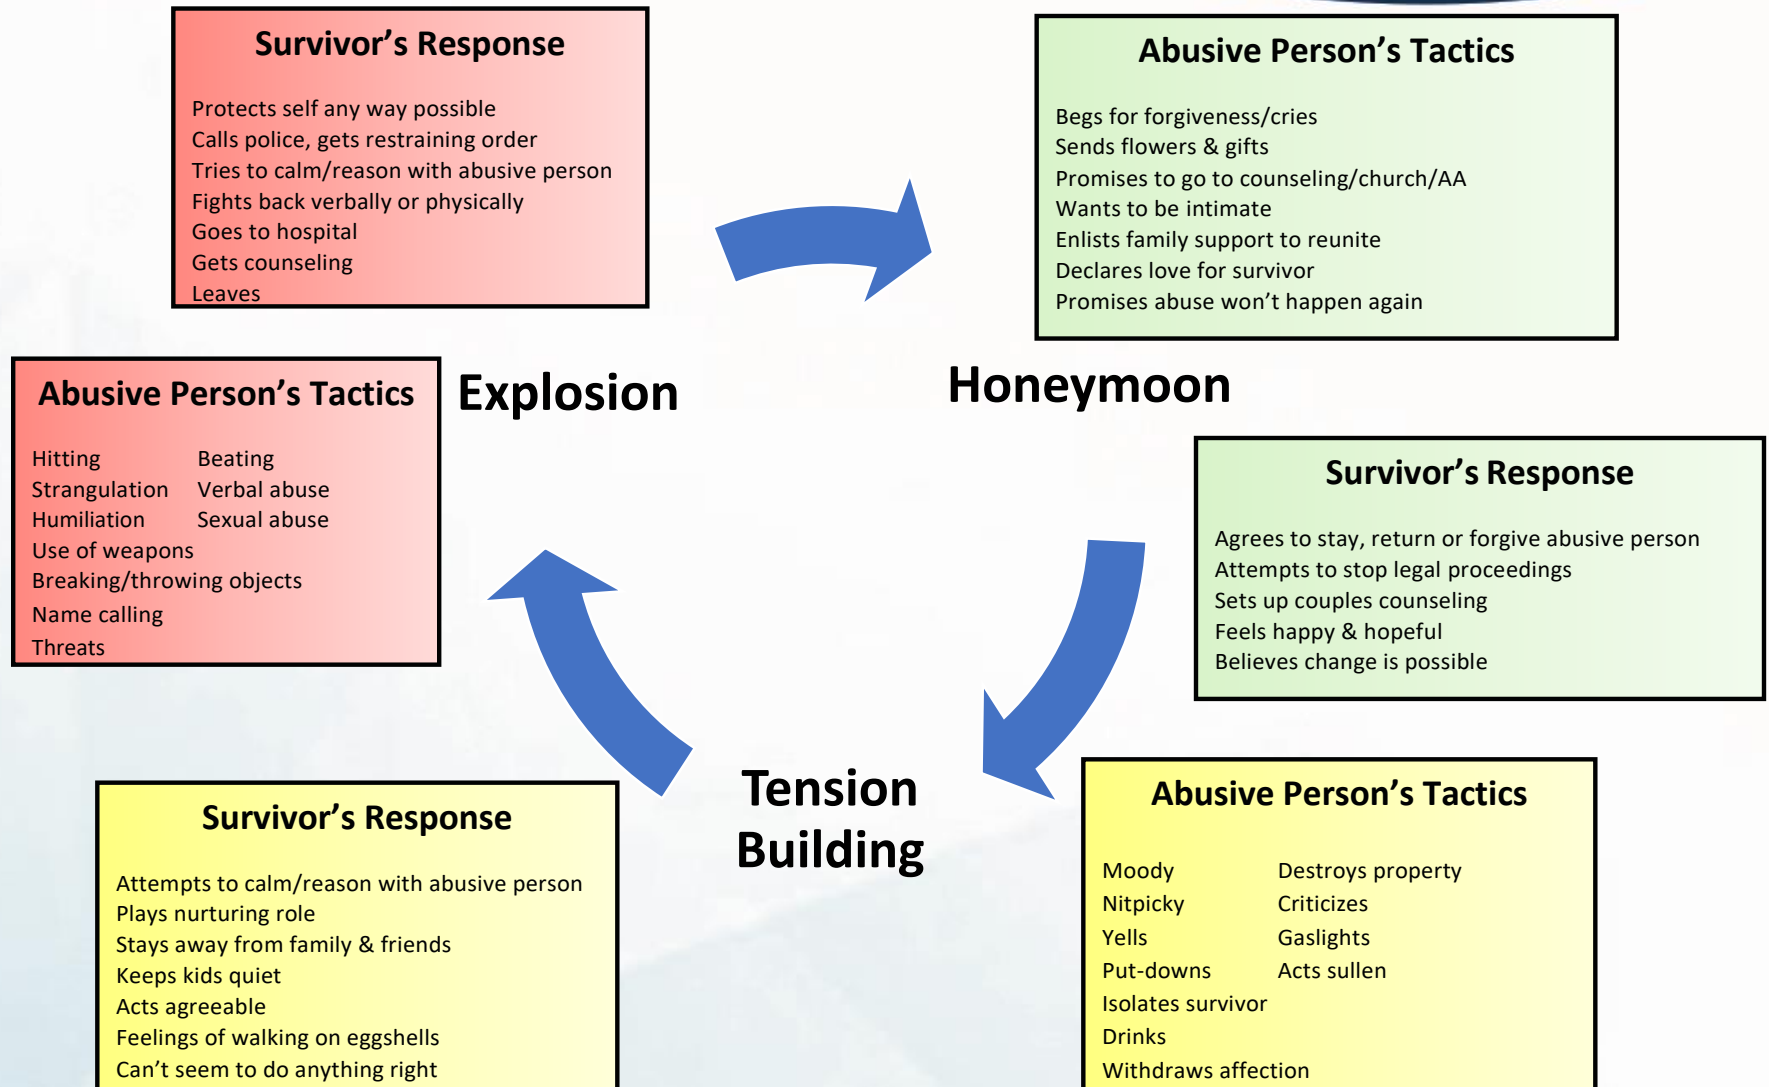 Survivor's Response
Protects self any way possible
Calls police, gets restraining order
Tries to calm/reason with abusive person
Fights back verbally or physically
Goes to hospital
Gets counseling
Leaves
Abusive Person's Tactics
Begs for forgiveness/cries
Sends flowers & gifts
Promises to go to counseling/church/AA
Wants to be intimate
Enlists family support to reunite
Declares love for survivor
Promises abuse won't happen again
Abusive Person's Tactics
Hitting Beating
Strangulation Verbal abuse
Humiliation Sexual abuse
Use of weapons
Breaking/throwing objects
Name calling
Threats
Explosion
Honeymoon
Survivor's Response
Agrees to stay, return or forgive abusive person
Attempts to stop legal proceedings
Sets up couples counseling
Feels happy & hopeful
Believes change is possible
Survivor's Response
Attempts to calm/reason with abusive person
Plays nurturing role
Stays away from family & friends
Keeps kids quiet
Acts agreeable
Feelings of walking on eggshells
Can't seem to do anything right
Tension
Building
Abusive Person's Tactics
Moody Destroys property
Nitpicky Criticizes
Yells Gaslights
Put-downs Acts sullen
Isolates survivor
Drinks
Withdraws affection